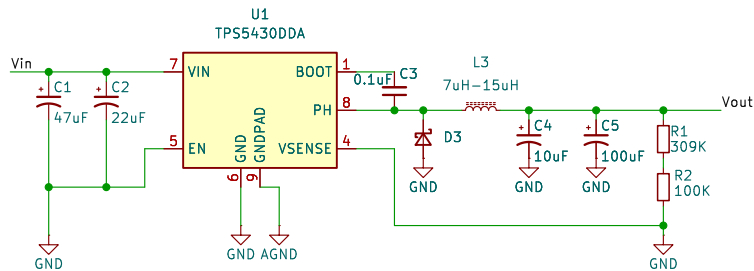 U1
TPS5430DDA
Vin
7
VIN
BOOT
1
C3
0.1uF
L3
7uH-15uH
C1
47uF
C2
22uF
PH
8
Vout
D3
GND
C4
10uF
GND
C5
100uF
GND
R1
309K
R2
100K
5
EN
GND
GNDPAD
VSENSE
4
6
9
GND
GND
AGND
GND